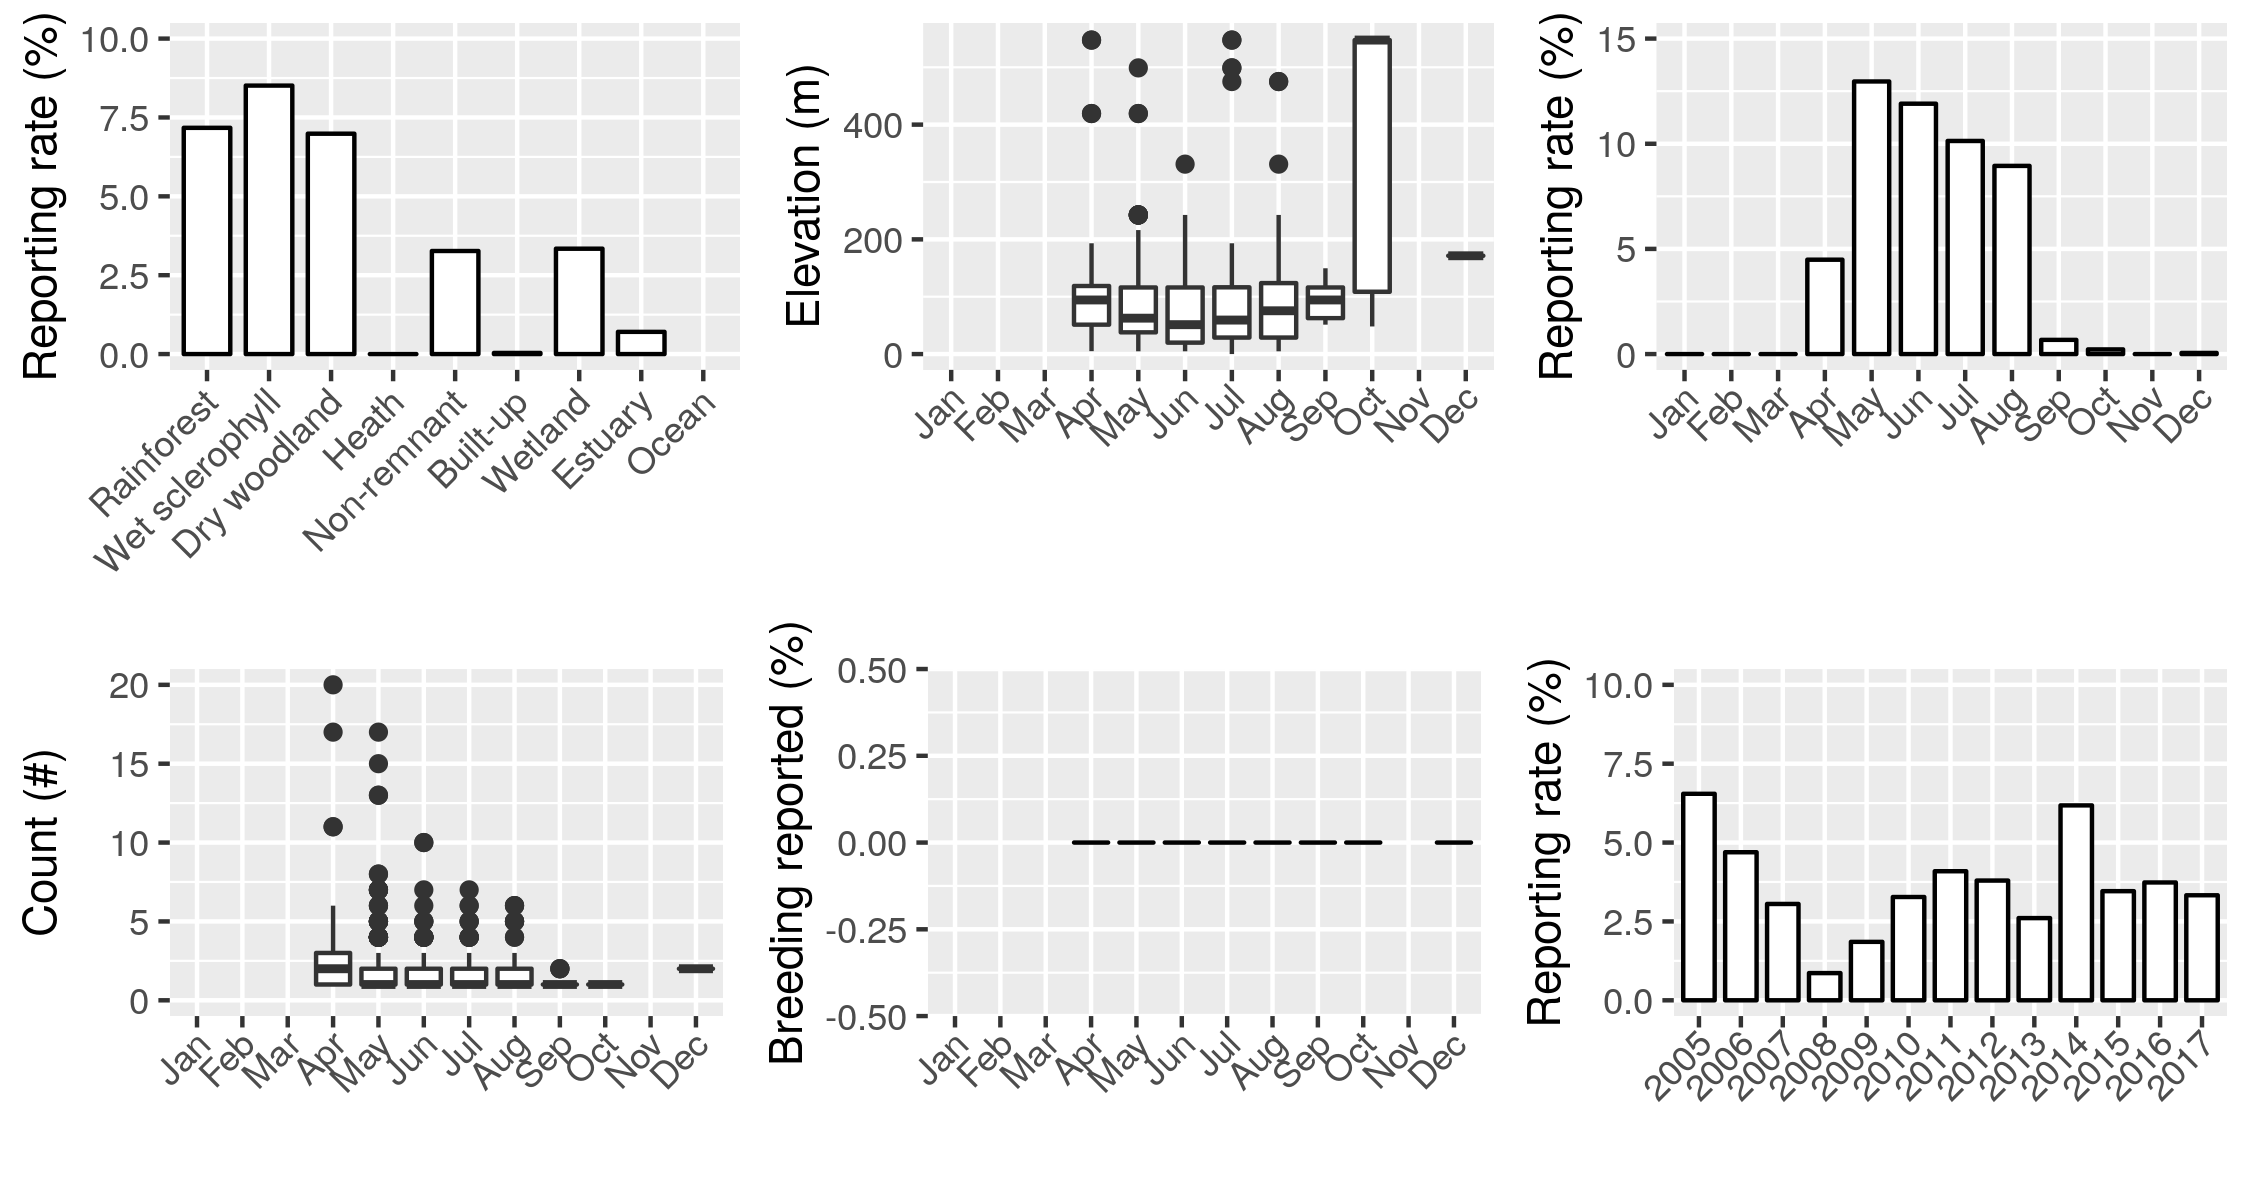 Reporting rate (%)
10.0
7.5
5.0
2.5
0.0
Rainforest
Wet sclerophyll
Dry woodland
Heath
Non-remnant
Built-up
Wetland
Estuary
Ocean
Elevation (m)
400
200
0
Jan
Feb
Mar
Apr
May
Jun
Jul
Aug
Sep
Oct
Nov
Dec
Reporting rate (%)
15
10
5
0
Jan
Feb
Mar
Apr
May
Jun
Jul
Aug
Sep
Oct
Nov
Dec
Count (#)
20
15
10
5
0
Jan
Feb
Mar
Apr
May
Jun
Jul
Aug
Sep
Oct
Nov
Dec
Breeding reported (%)
0.50
0.25
0.00
-0.25
-0.50
Jan
Feb
Mar
Apr
May
Jun
Jul
Aug
Sep
Oct
Nov
Dec
Reporting rate (%)
10.0
7.5
5.0
2.5
0.0
2005
2006
2007
2008
2009
2010
2011
2012
2013
2014
2015
2016
2017